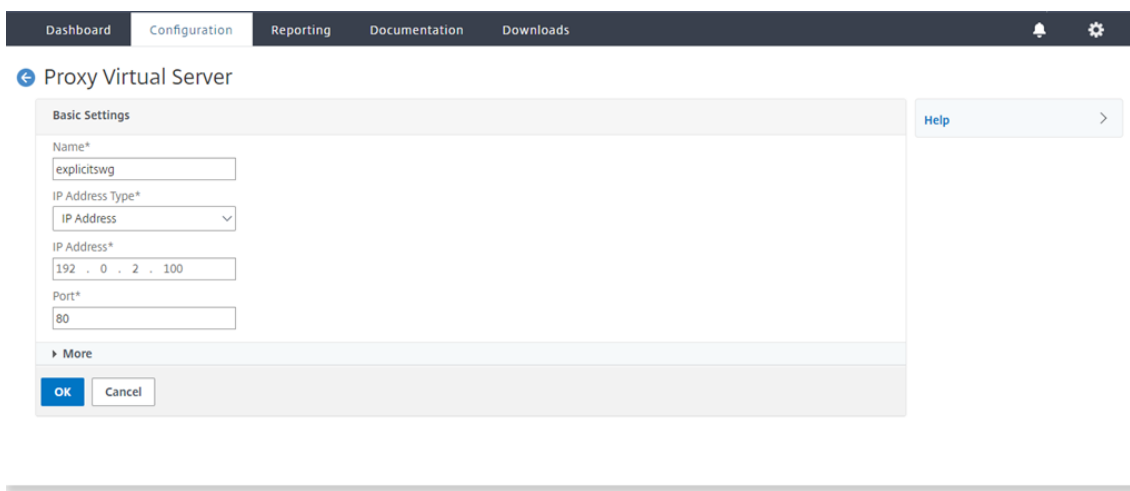 Dashboard Configuration Reporting Documentation Downloads
Proxy Virtual Server
Basic Settings
Help
Name*
explicitswg
IP Address Type*
IP Address
IP Address*
192 . 0 . 2 . 100
Port*
80
More
OK Cancel